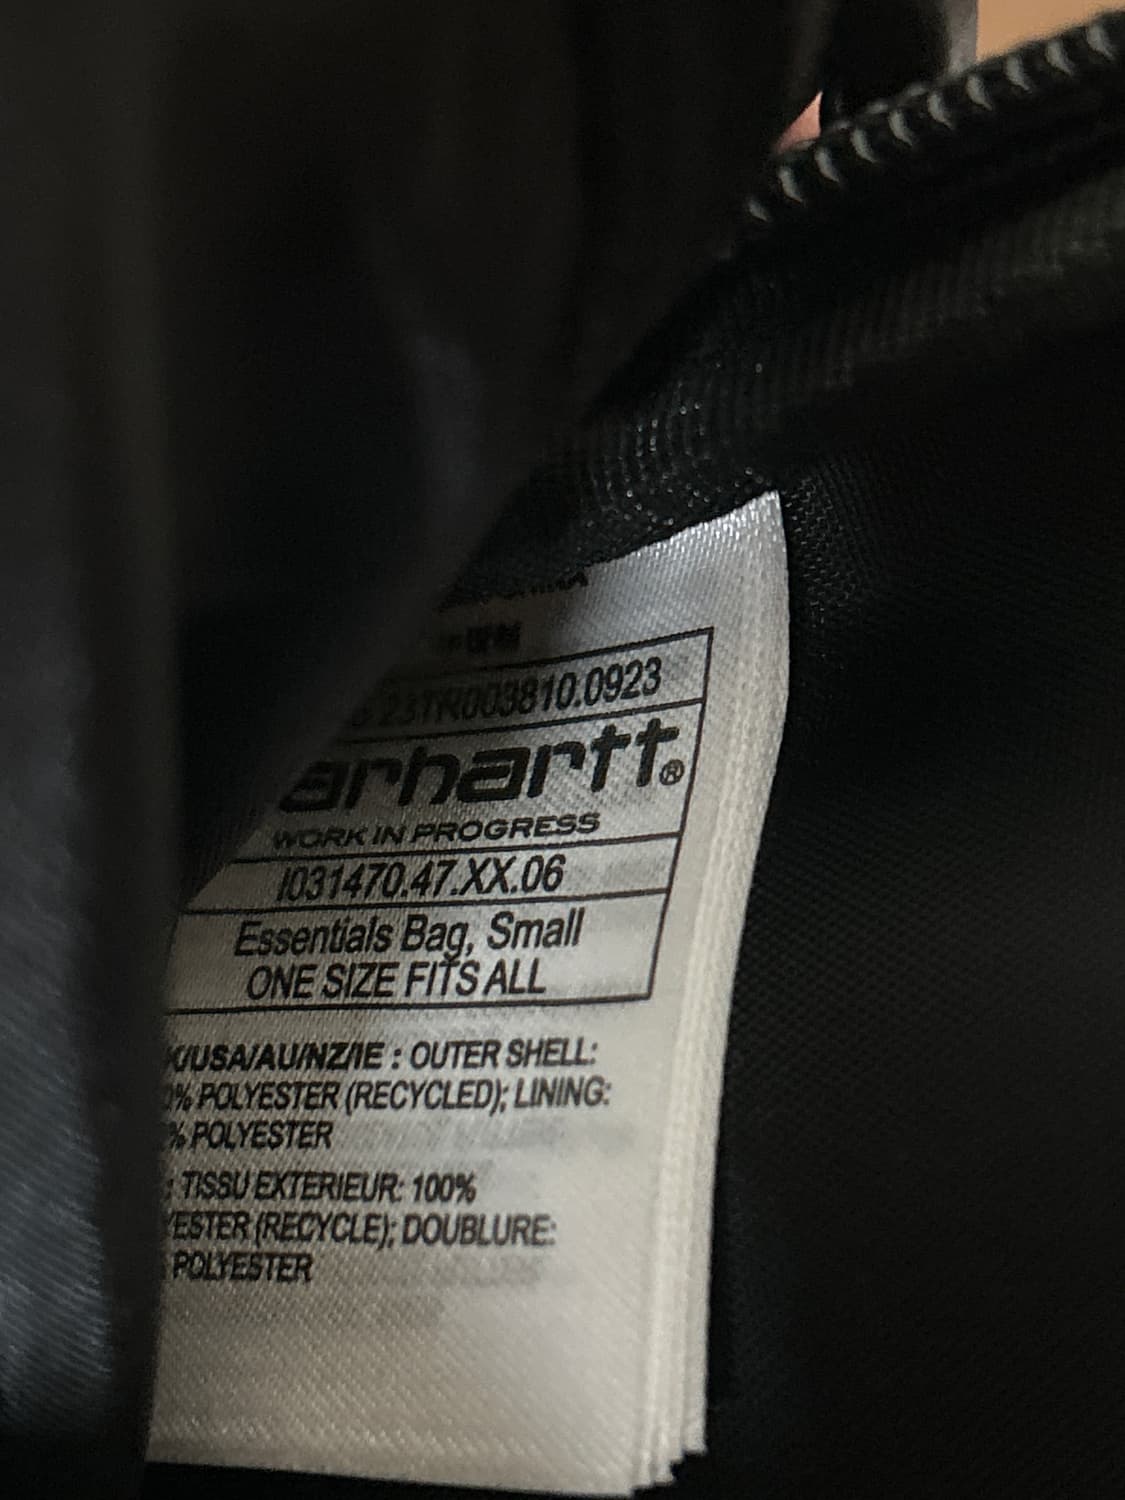 23TR003810.0923
arhartt.®
WORK IN PROGRESS
I031470.47.XX.06
Essentials Bag, Small
ONE SIZE FITS ALL
K/USA/AU/NZ/IE : OUTER SHELL:
0% POLYESTER (RECYCLED); LINING:
% POLYESTER
: TISSU EXTERIEUR: 100%
YESTER (RECYCLE); DOUBLURE:
POLYESTER